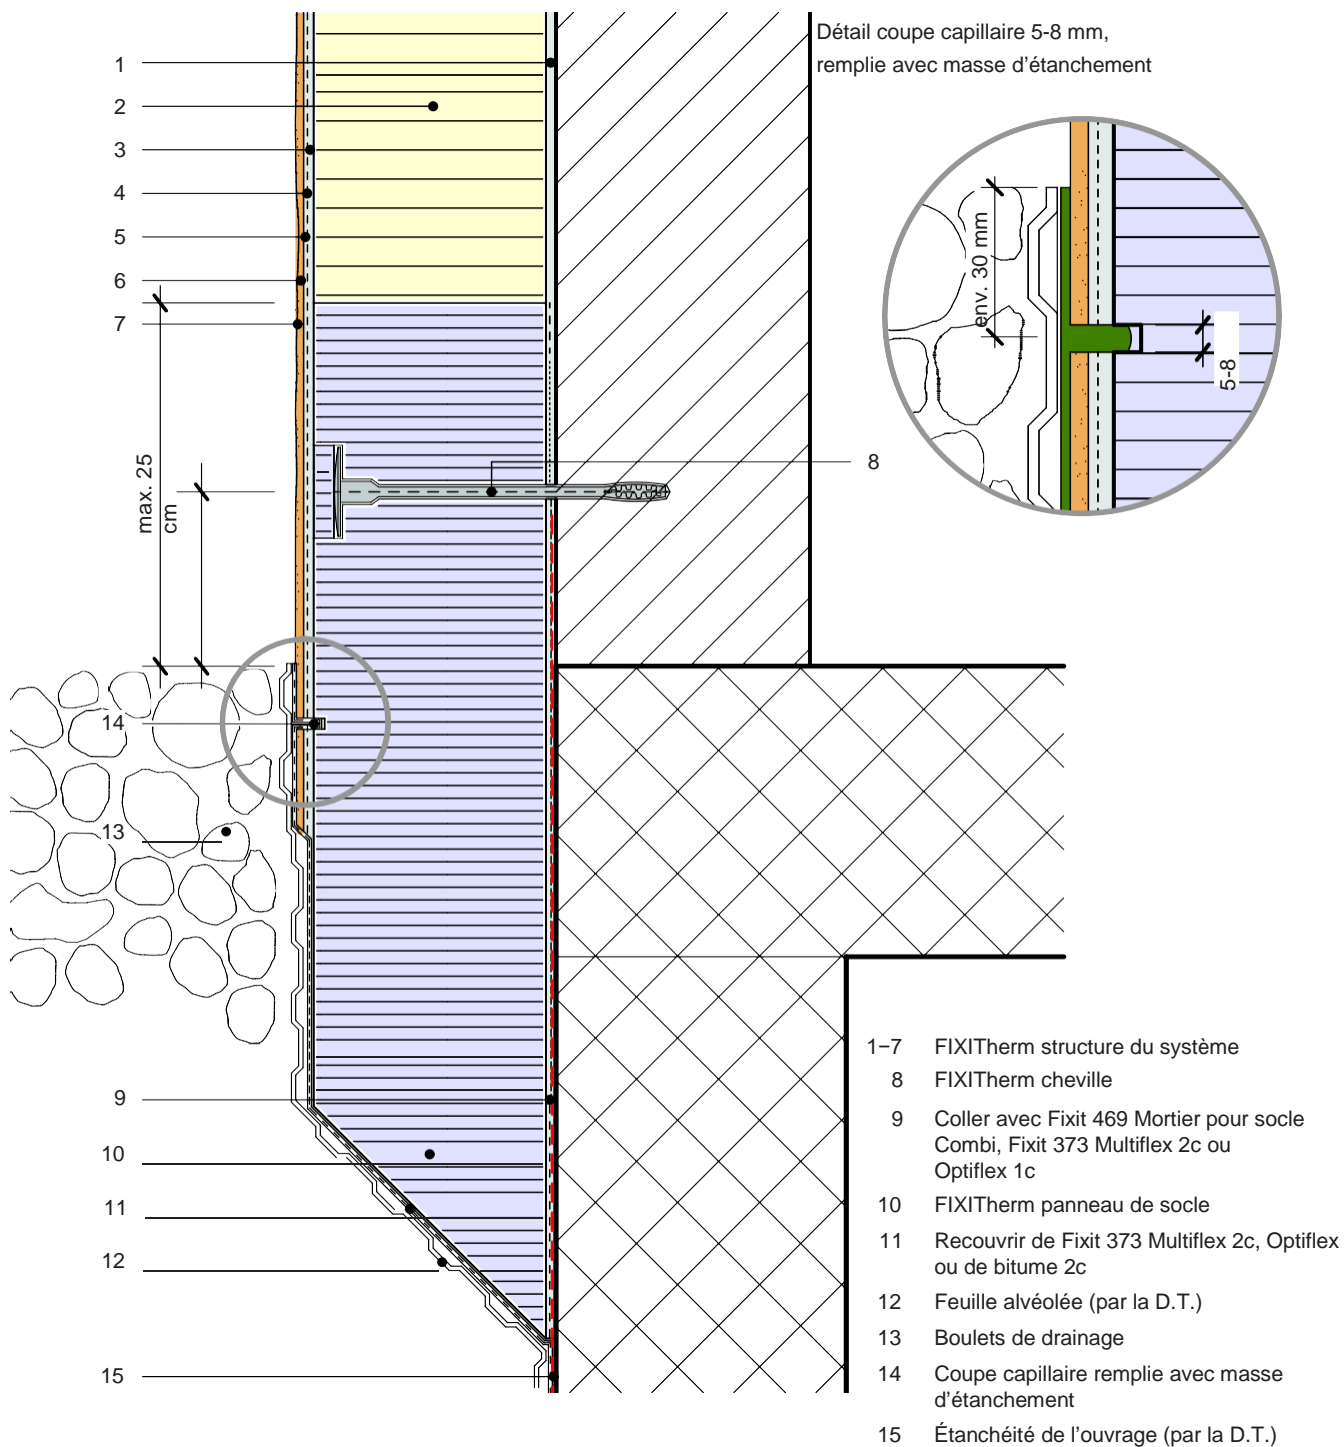 Détail coupe capillaire 5-8 mm,
remplie avec masse d'étanchement
1
2
3
4
5
6
7
max. 25
cm
env. 30 mm
5-8
8
14
13
9
10
11
12
15
1–7 FIXITherm structure du système
8 FIXITherm cheville
9 Coller avec Fixit 469 Mortier pour socle
Combi, Fixit 373 Multiflex 2c ou
Optiflex 1c
10 FIXITherm panneau de socle
11 Recouvrir de Fixit 373 Multiflex 2c, Optiflex
ou de bitume 2c
12 Feuille alvéolée (par la D.T.)
13 Boulets de drainage
14 Coupe capillaire remplie avec masse
d'étanchement
15 Étanchéité de l'ouvrage (par la D.T.)